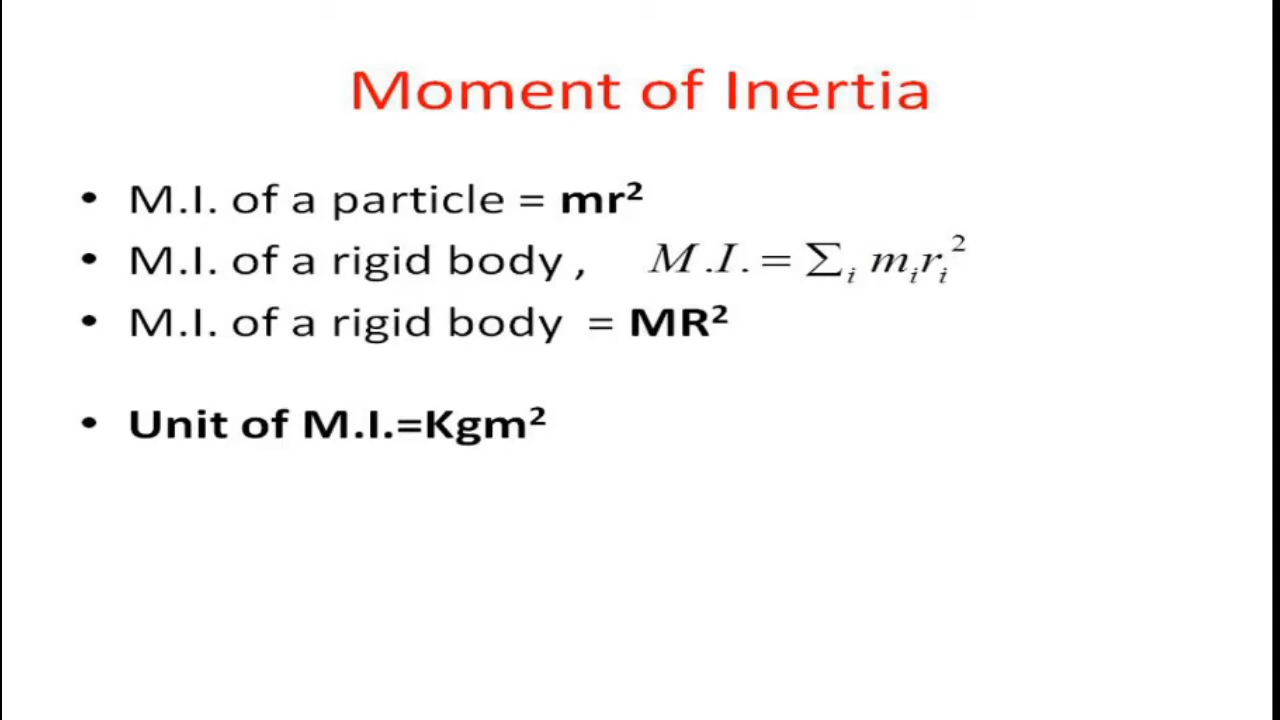 Moment of Inertia
• M.I. of a particle = mr²
• M.I. of a rigid body , M.I. = ∑ᵢ mᵢrᵢ²
• M.I. of a rigid body = MR²
• Unit of M.I.=Kgm²